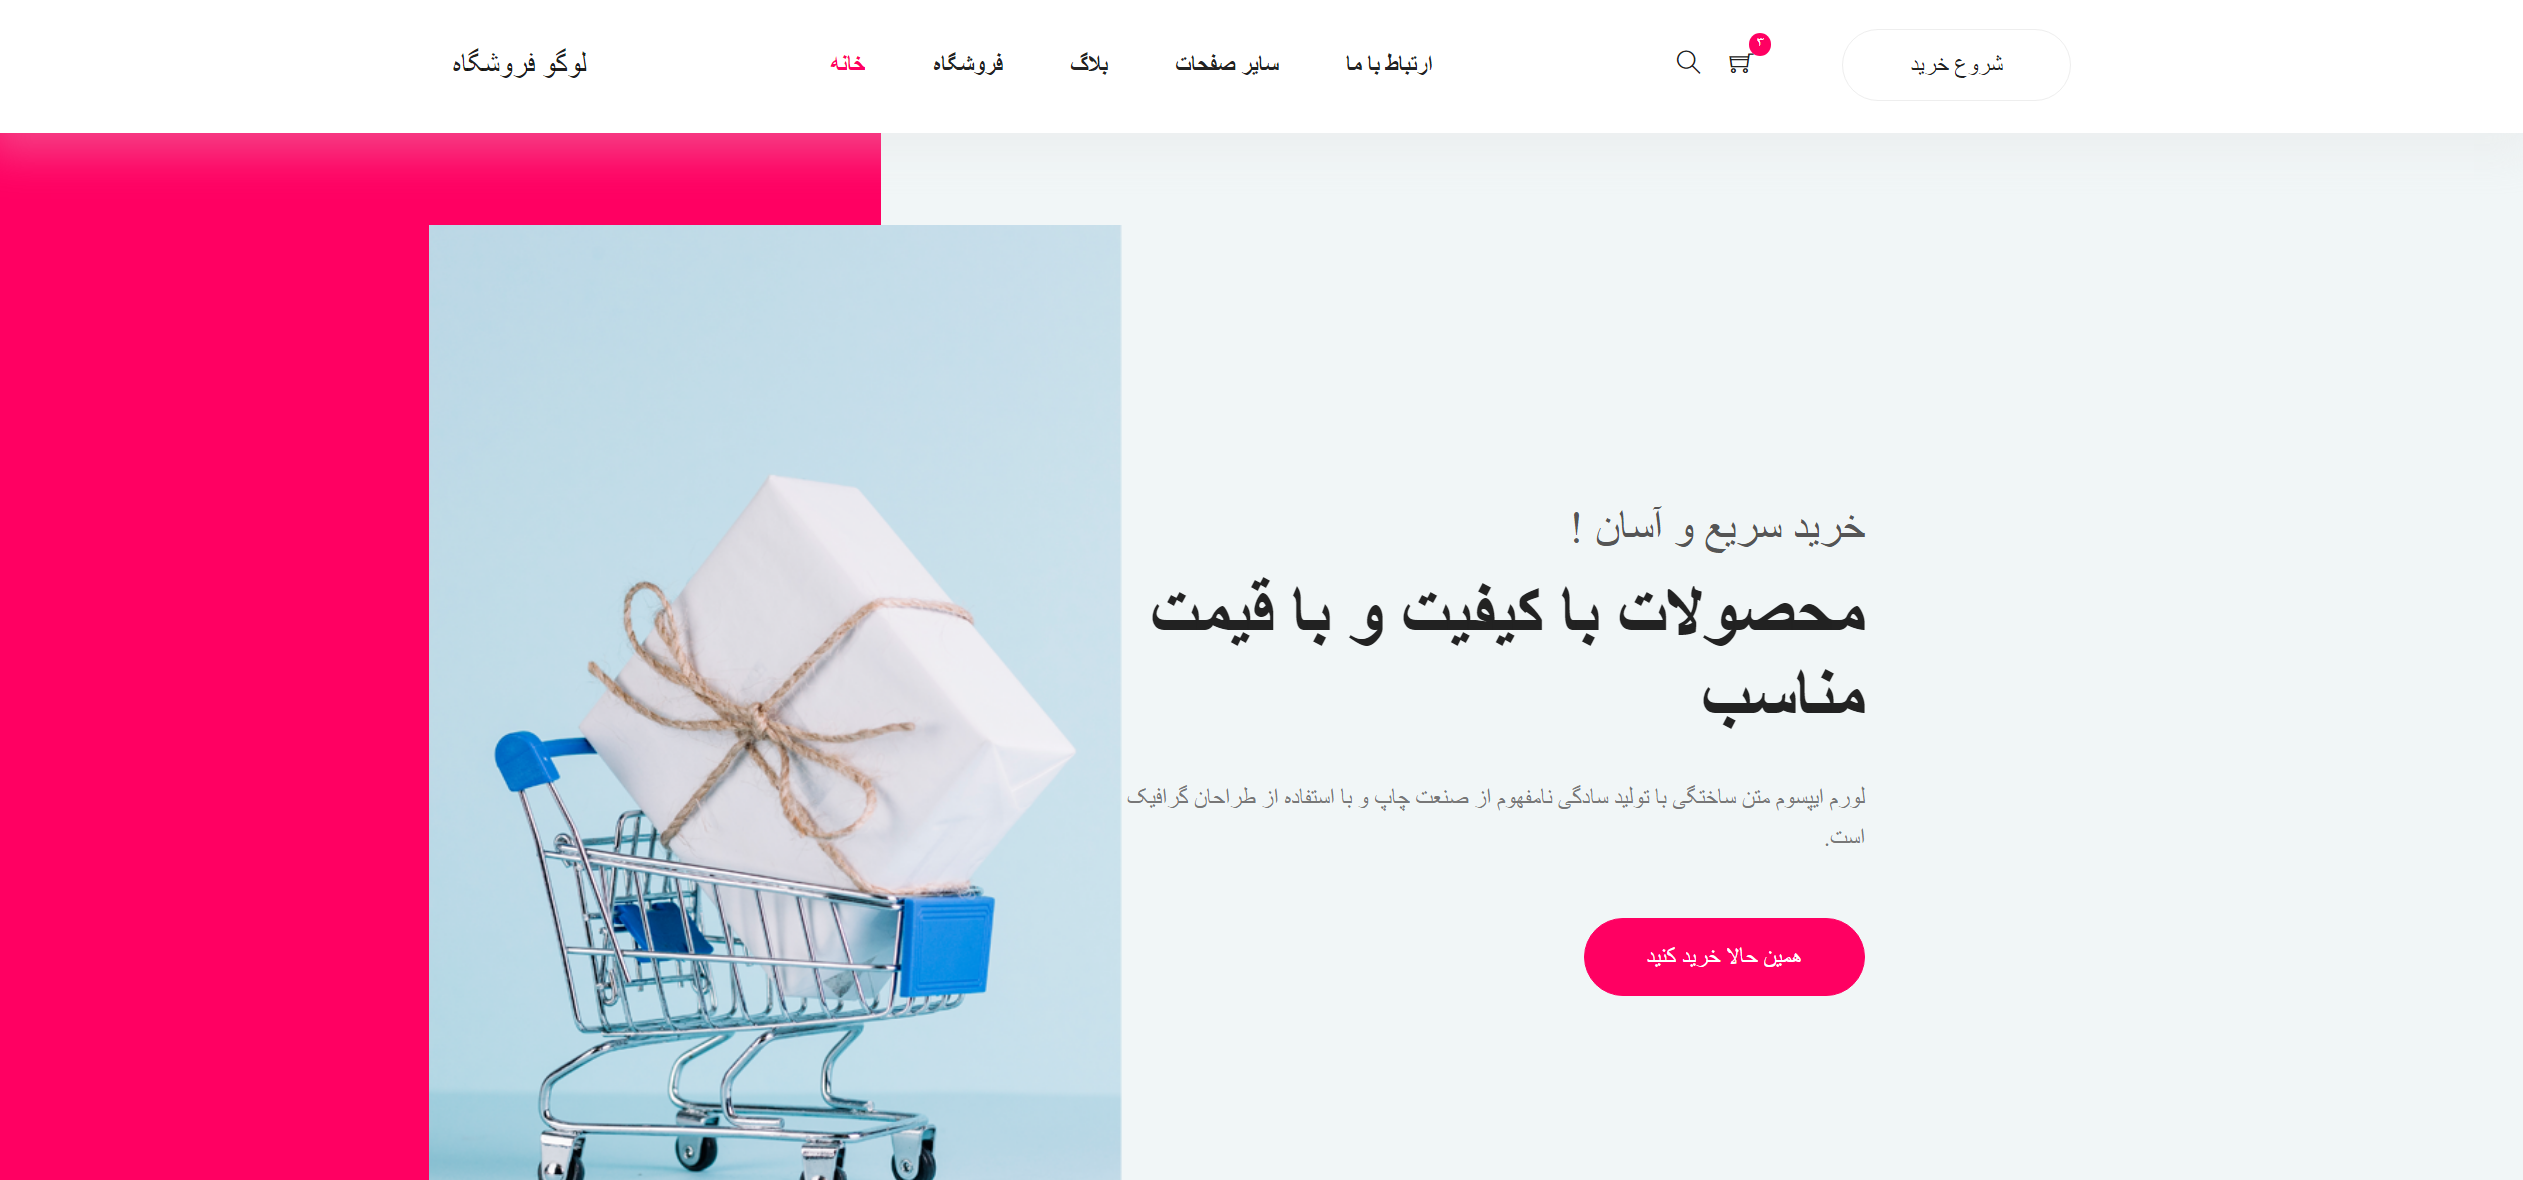 لوگو فروشگاه
خانه
فروشگاه
بلاگ
سایر صفحات
ارتباط با ما
۳
شروع خرید
خرید سریع و آسان !
محصولات با کیفیت و با قیمت
مناسب
لورم ایپسوم متن ساختگی با تولید سادگی نامفهوم از صنعت چاپ و با استفاده از طراحان گرافیک
است.
همین حالا خرید کنید